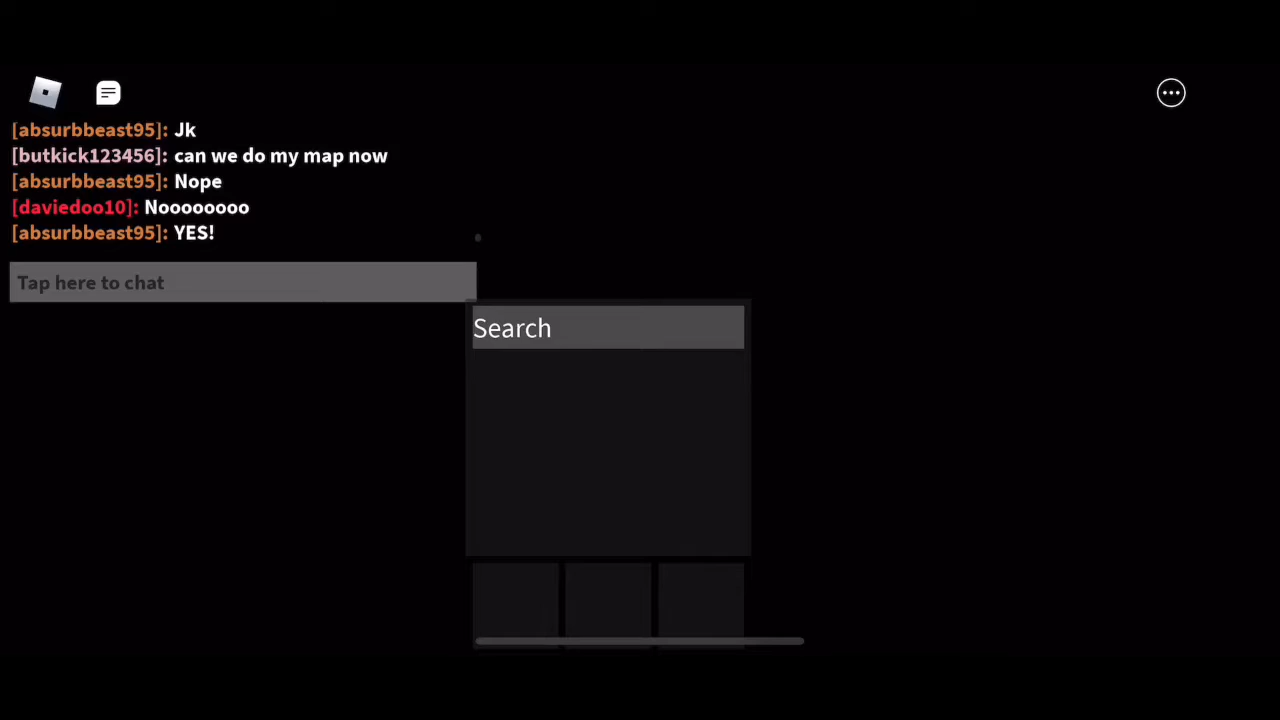 [absurbbeast95]: Jk
[butkick123456]: can we do my map now
[absurbbeast95]: Nope
[daviedoo10]: Noooooooo
[absurbbeast95]: YES!
Tap here to chat
Search